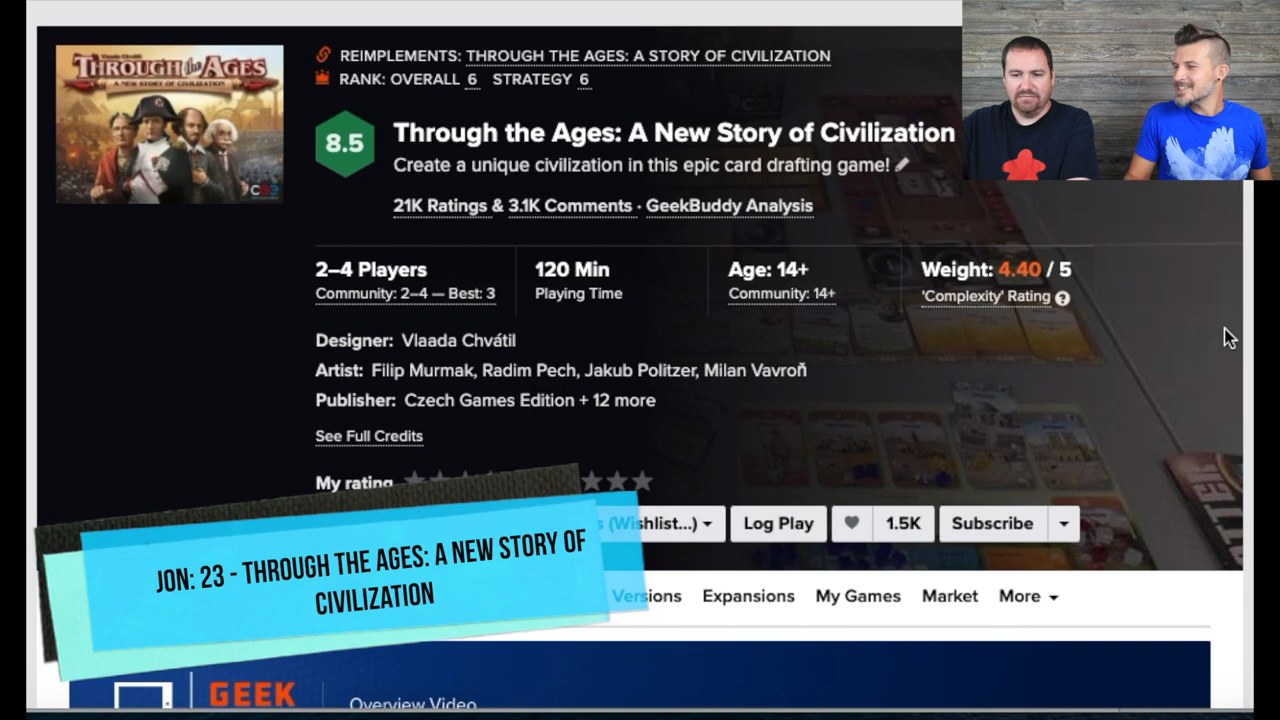 REIMPLEMENTS: THROUGH THE AGES: A STORY OF CIVILIZATION
RANK: OVERALL 6 STRATEGY 6
Vlaada Chvátil
THROUGH the AGES
A NEW STORY OF CIVILIZATION
CGE
8.5
Through the Ages: A New Story of Civilization
Create a unique civilization in this epic card drafting game!
21K Ratings & 3.1K Comments · GeekBuddy Analysis
2–4 Players
Community: 2–4 — Best: 3
120 Min
Playing Time
Age: 14+
Community: 14+
Weight: 4.40 / 5
'Complexity' Rating ?
Designer: Vlaada Chvátil
Artist: Filip Murmak, Radim Pech, Jakub Politzer, Milan Vavroň
Publisher: Czech Games Edition + 12 more
See Full Credits
My rating
(Wishlist...) Log Play 1.5K Subscribe
JON: 23 - THROUGH THE AGES: A NEW STORY OF
CIVILIZATION
Versions Expansions My Games Market More
GEEK
Overview Video